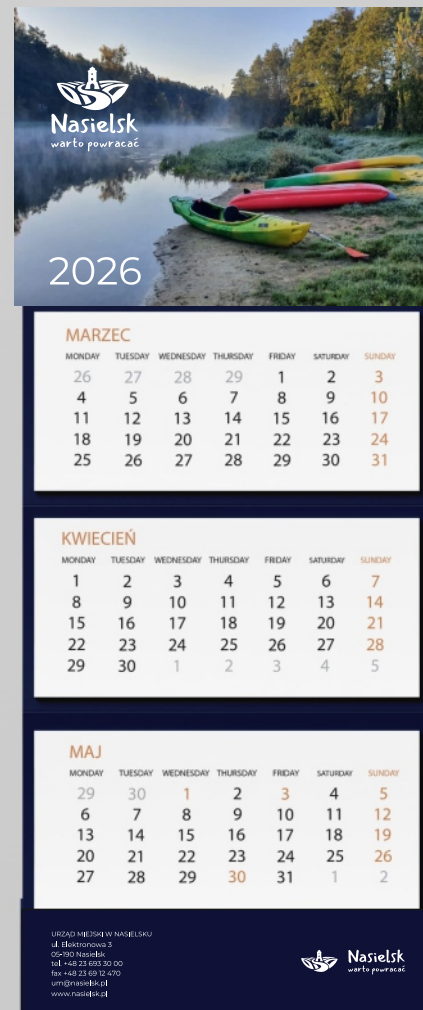 Nasielsk
warto powracać
2026
MARZEC
MONDAY TUESDAY WEDNESDAY THURSDAY FRIDAY SATURDAY SUNDAY
26 27 28 29 1 2 3
4 5 6 7 8 9 10
11 12 13 14 15 16 17
18 19 20 21 22 23 24
25 26 27 28 29 30 31
KWIECIEŃ
MONDAY TUESDAY WEDNESDAY THURSDAY FRIDAY SATURDAY SUNDAY
1 2 3 4 5 6 7
8 9 10 11 12 13 14
15 16 17 18 19 20 21
22 23 24 25 26 27 28
29 30 1 2 3 4 5
MAJ
MONDAY TUESDAY WEDNESDAY THURSDAY FRIDAY SATURDAY SUNDAY
29 30 1 2 3 4 5
6 7 8 9 10 11 12
13 14 15 16 17 18 19
20 21 22 23 24 25 26
27 28 29 30 31 1 2
URZĄD MIEJSKI W NASIELSKU
ul. Elektronowa 3
05-190 Nasielsk
tel. +48 23 693 30 00
fax +48 23 69 12 470
um@nasielsk.pl
www.nasielsk.pl
Nasielsk
warto powracać